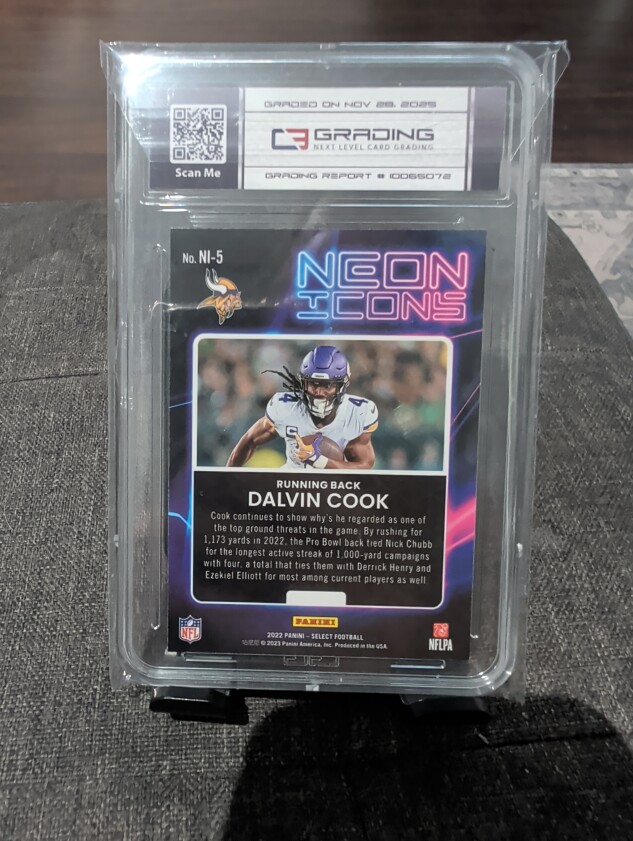 GRADED ON NOV 28, 2025
C3 GRADING
NEXT LEVEL CARD GRADING
Scan Me
GRADING REPORT # 10065072
No. NI-5
NEON
ICONS
4
4
C
RUNNING BACK
DALVIN COOK
Cook continues to show why's he regarded as one of
the top ground threats in the game. By rushing for
1,173 yards in 2022, the Pro Bowl back tied Nick Chubb
for the longest active streak of 1,000-yard campaigns
with four, a total that ties them with Derrick Henry and
Ezekiel Elliott for most among current players as well
PANINI
NFL
2022 PANINI – SELECT FOOTBALL
© 2023 Panini America, Inc. Produced in the USA.
NFLPA